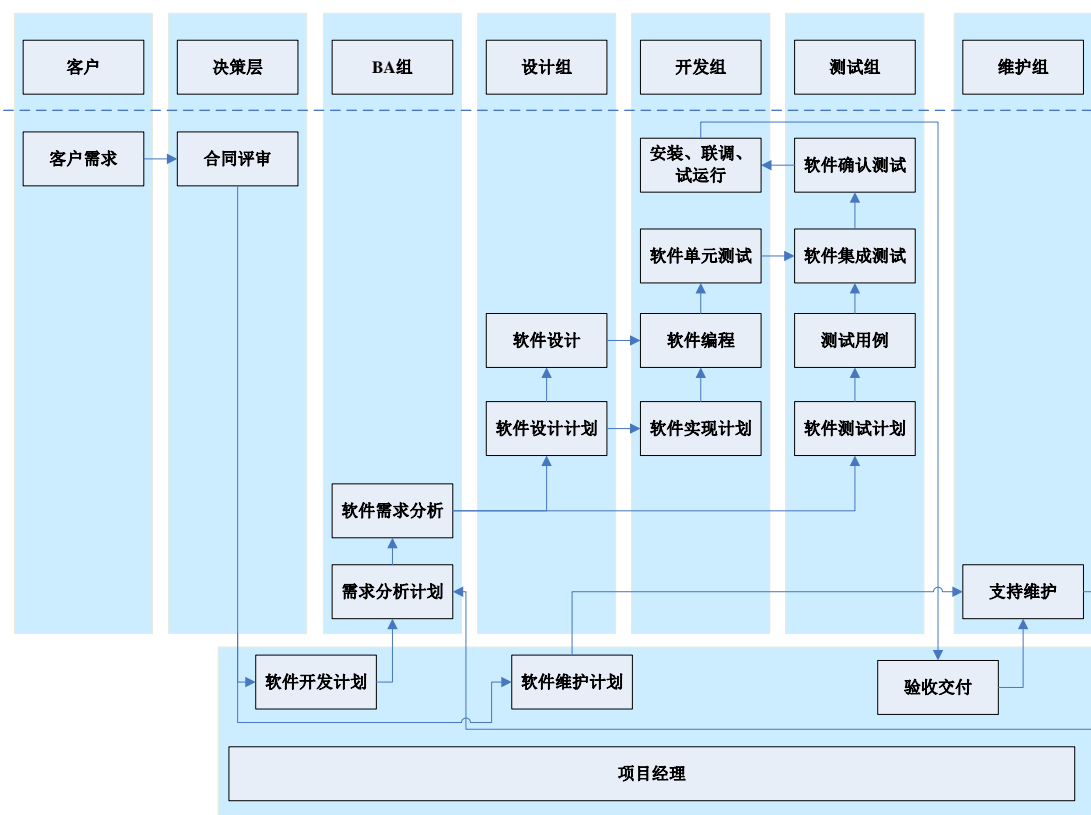 客户
决策层
BA组
设计组
开发组
测试组
维护组
客户需求
合同评审
安装、联调、
试运行
软件确认测试
软件单元测试
软件集成测试
软件设计
软件编程
测试用例
软件设计计划
软件实现计划
软件测试计划
软件需求分析
需求分析计划
支持维护
软件开发计划
软件维护计划
验收交付
项目经理